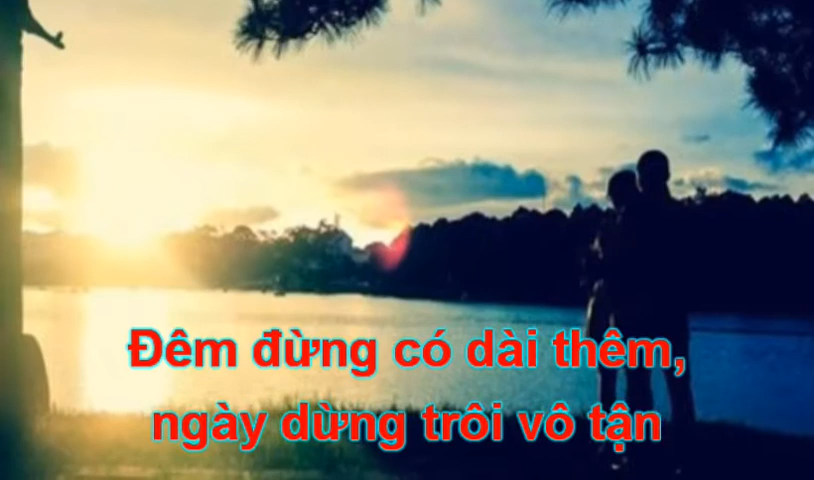 Đêm đừng có dài thêm,
ngày dừng trôi vô tận